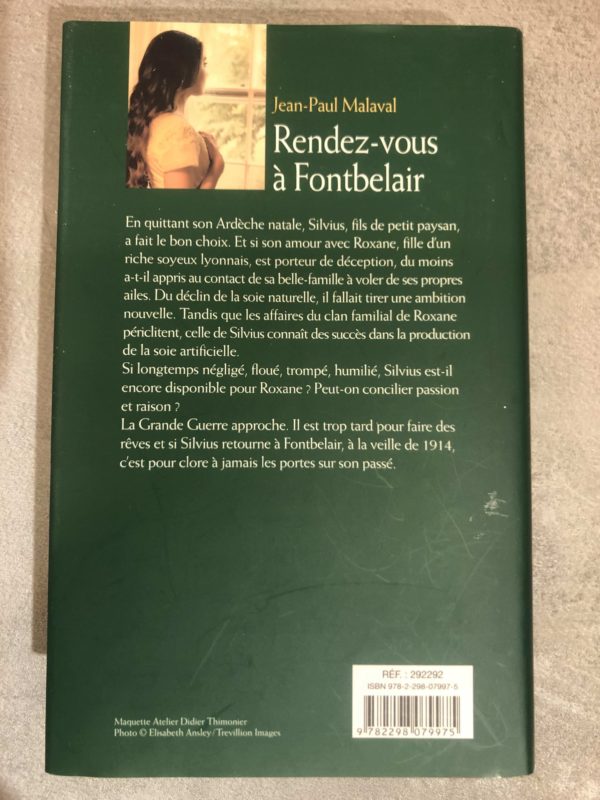 Jean-Paul Malaval
Rendez-vous
à Fontbelair
En quittant son Ardèche natale, Silvius, fils de petit paysan,
a fait le bon choix. Et si son amour avec Roxane, fille d'un
riche soyeux lyonnais, est porteur de déception, du moins
a-t-il appris au contact de sa belle-famille à voler de ses propres
ailes. Du déclin de la soie naturelle, il fallait tirer une ambition
nouvelle. Tandis que les affaires du clan familial de Roxane
périclitent, celle de Silvius connaît des succès dans la production
de la soie artificielle.
Si longtemps négligé, floué, trompé, humilié, Silvius est-il
encore disponible pour Roxane ? Peut-on concilier passion
et raison ?
La Grande Guerre approche. Il est trop tard pour faire des
rêves et si Silvius retourne à Fontbelair, à la veille de 1914,
c'est pour clore à jamais les portes sur son passé.
RÉF. : 292292
ISBN 978-2-298-07997-5
9 782298 079975
Maquette Atelier Didier Thimonier
Photo © Elisabeth Ansley / Trevillion Images